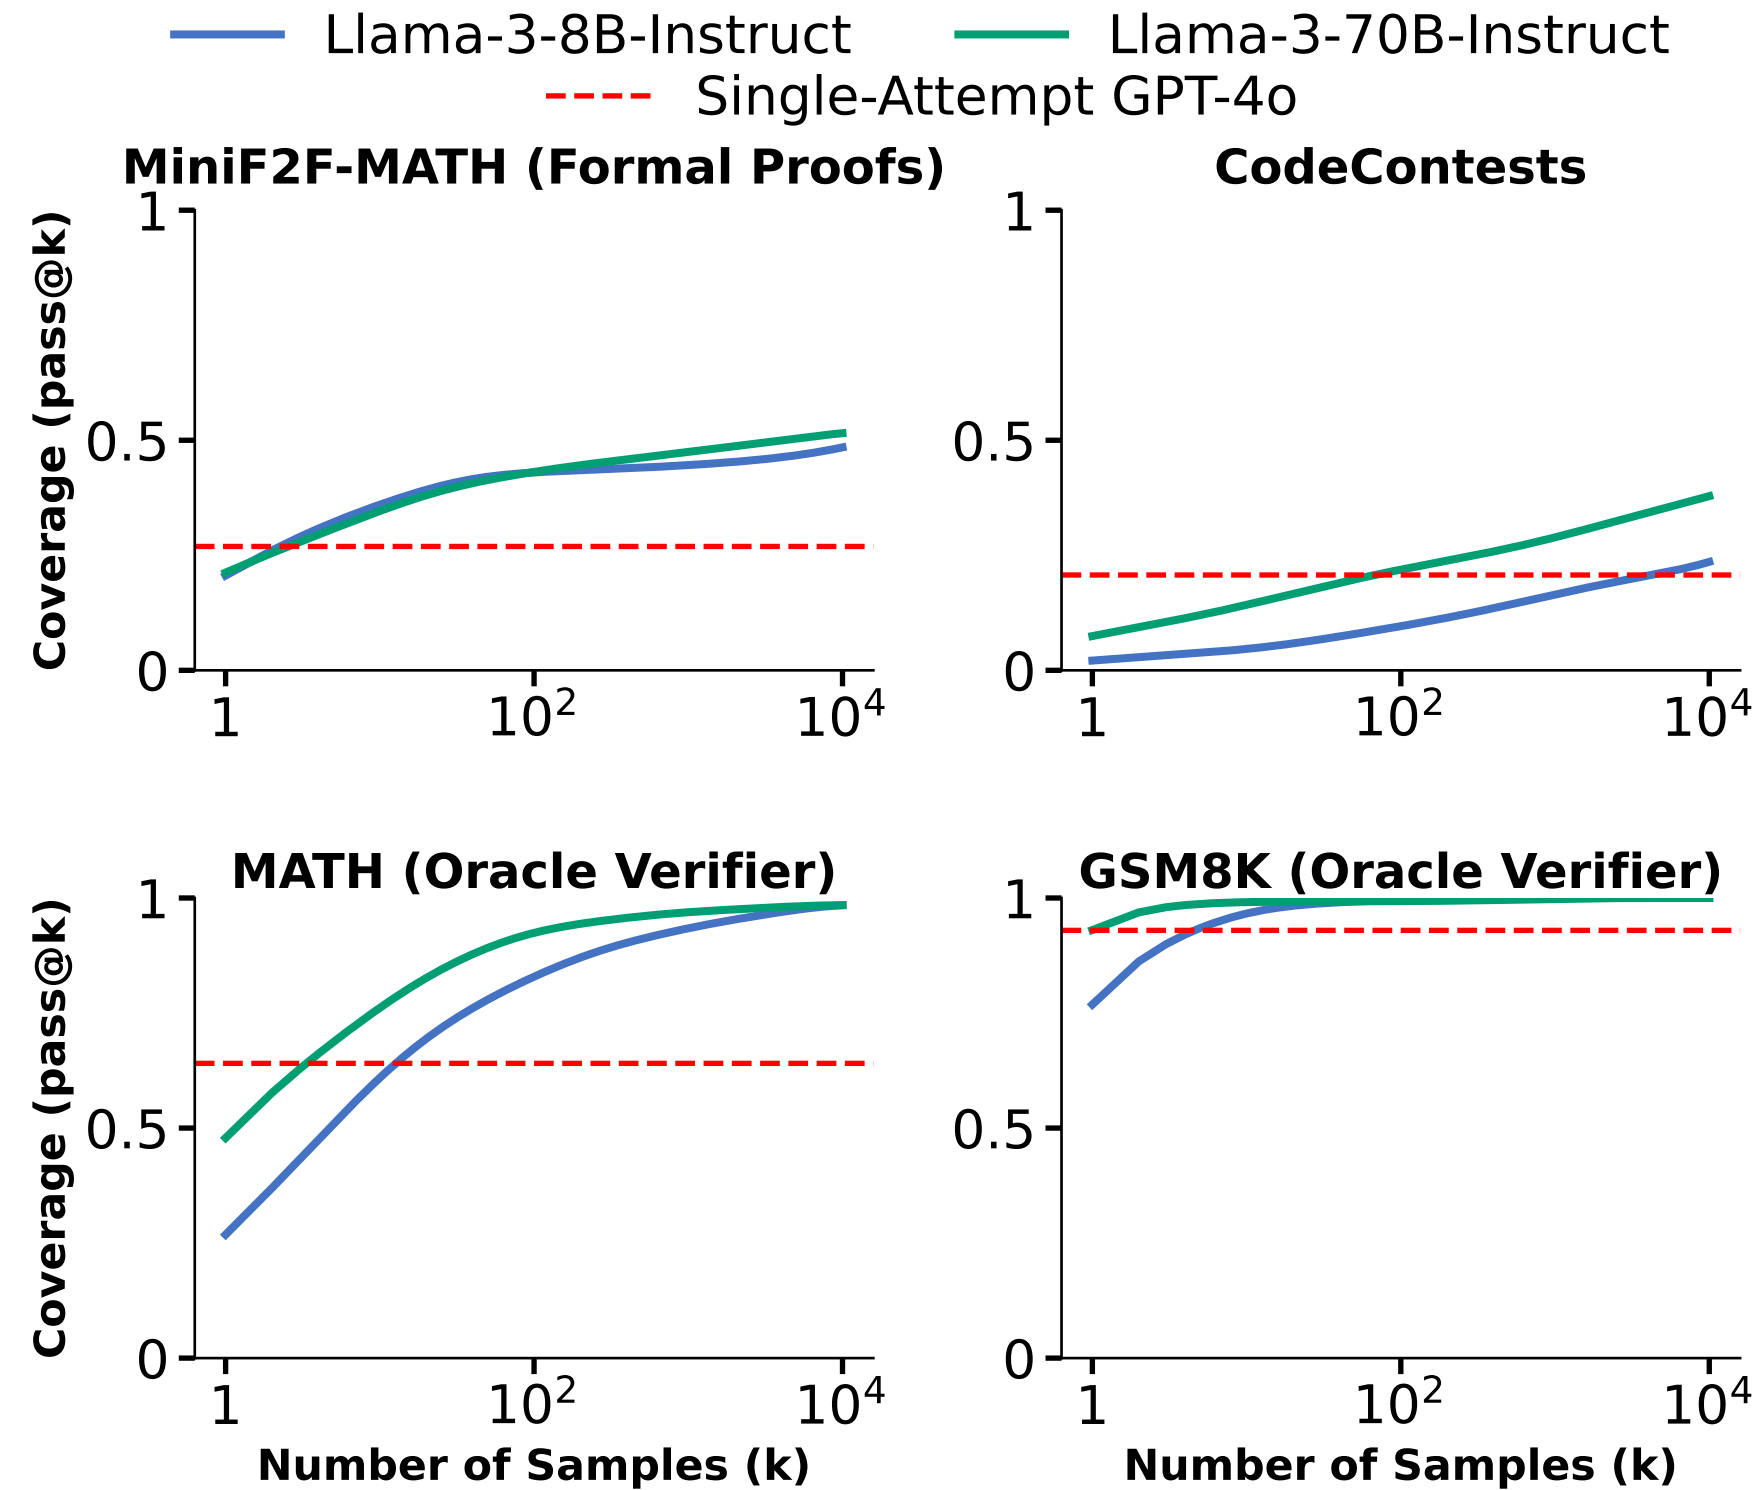 Llama-3-8B-Instruct Llama-3-70B-Instruct
Single-Attempt GPT-4o
MiniF2F-MATH (Formal Proofs)
Coverage (pass@k)
1
0.5
0
1 10² 10⁴
CodeContests
1
0.5
0
1 10² 10⁴
MATH (Oracle Verifier)
Coverage (pass@k)
1
0.5
0
1 10² 10⁴
Number of Samples (k)
GSM8K (Oracle Verifier)
1
0.5
0
1 10² 10⁴
Number of Samples (k)